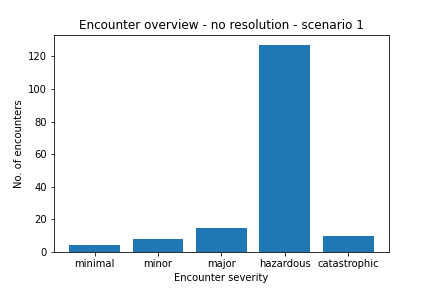 Encounter overview - no resolution - scenario 1
No. of encounters
120
100
80
60
40
20
0
minimal minor major hazardous catastrophic
Encounter severity